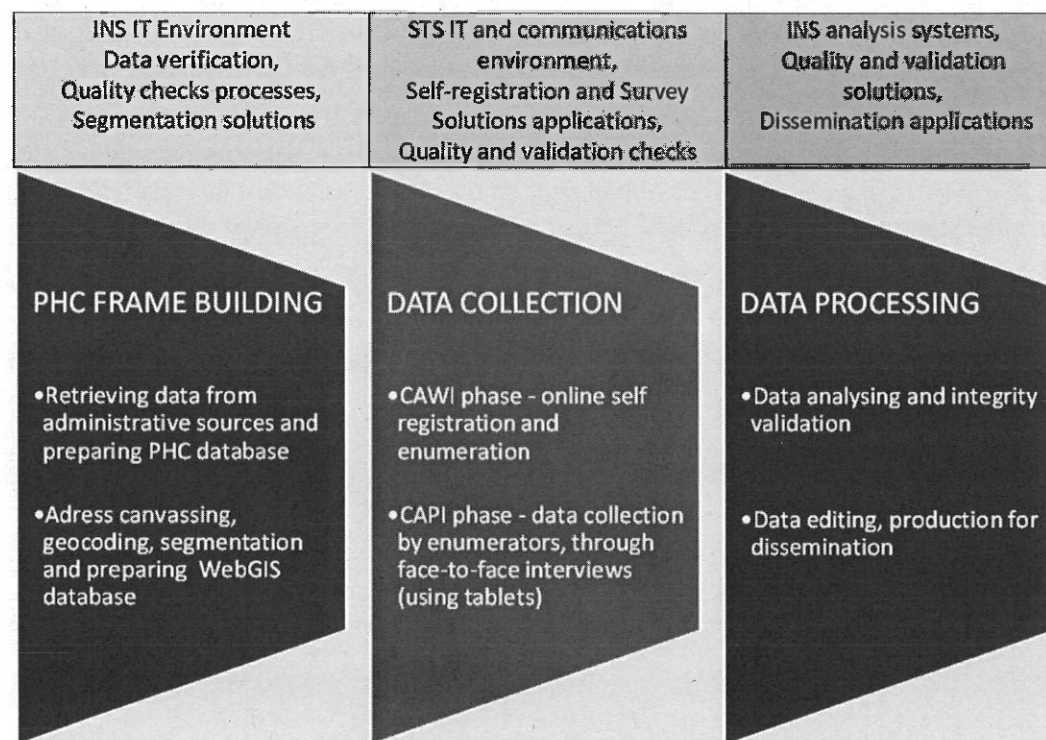 INS IT Environment
Data verification,
Quality checks processes,
Segmentation solutions
STS IT and communications
environment,
Self-registration and Survey
Solutions applications,
Quality and validation checks
INS analysis systems,
Quality and validation
solutions,
Dissemination applications
PHC FRAME BUILDING
•Retrieving data from
administrative sources and
preparing PHC database
•Adress canvassing,
geocoding, segmentation
and preparing WebGIS
database
DATA COLLECTION
•CAWI phase - online self
registration and
enumeration
•CAPI phase - data collection
by enumerators, through
face-to-face interviews
(using tablets)
DATA PROCESSING
•Data analysing and integrity
validation
•Data editing, production for
dissemination